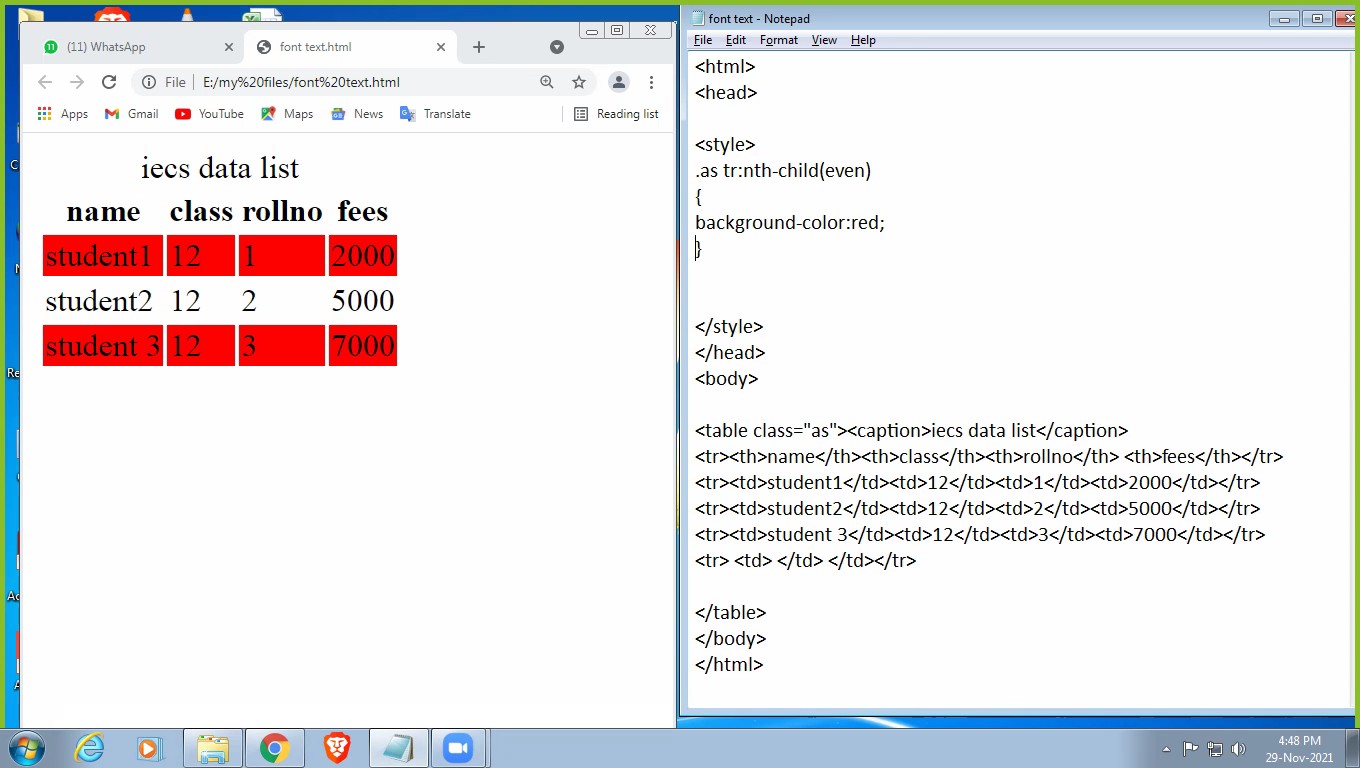 (11) WhatsApp
font text.html
File
E:/my%20files/font%20text.html
Apps
Gmail
YouTube
Maps
News
Translate
Reading list
iecs data list
name class rollno fees
student1 12 1 2000
student2 12 2 5000
student 3 12 3 7000
font text - Notepad
File Edit Format View Help
<html>
<head>
<style>
.as tr:nth-child(even)
{
background-color:red;
}
</style>
</head>
<body>
<table class="as"><caption>iecs data list</caption>
<tr><th>name</th><th>class</th><th>rollno</th> <th>fees</th></tr>
<tr><td>student1</td><td>12</td><td>1</td><td>2000</td></tr>
<tr><td>student2</td><td>12</td><td>2</td><td>5000</td></tr>
<tr><td>student 3</td><td>12</td><td>3</td><td>7000</td></tr>
<tr> <td> </td> </td></tr>
</table>
</body>
</html>
4:48 PM
29-Nov-2021